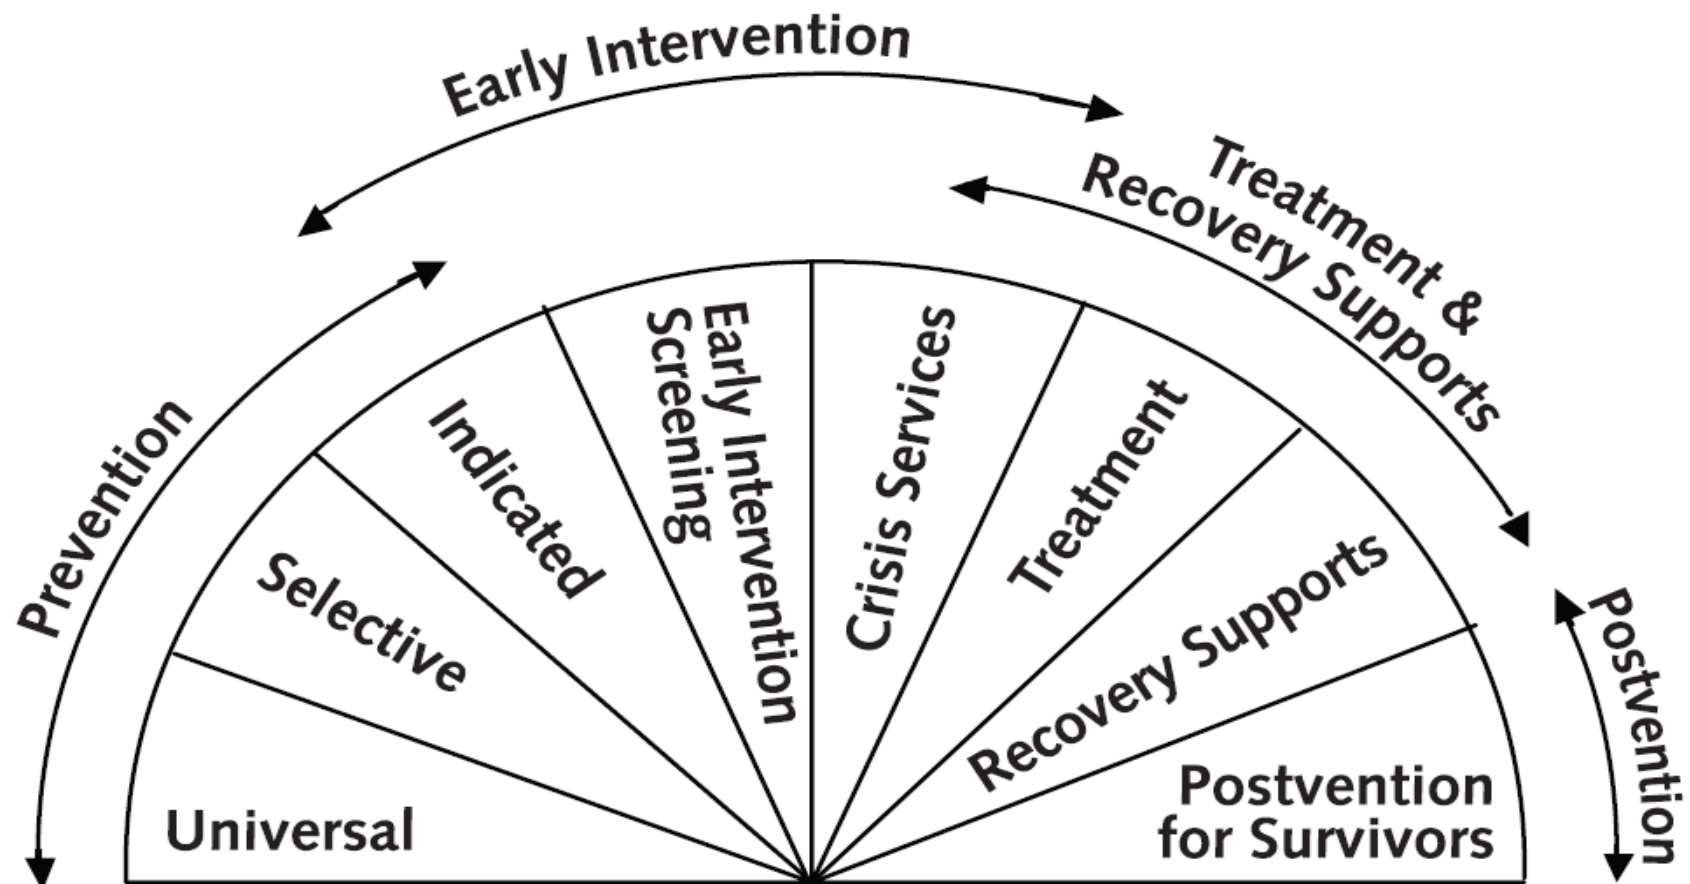 Early Intervention
Treatment &
Recovery Supports
Prevention
Postvention
Universal
Selective
Indicated
Early Intervention
Screening
Crisis Services
Treatment
Recovery Supports
Postvention
for Survivors